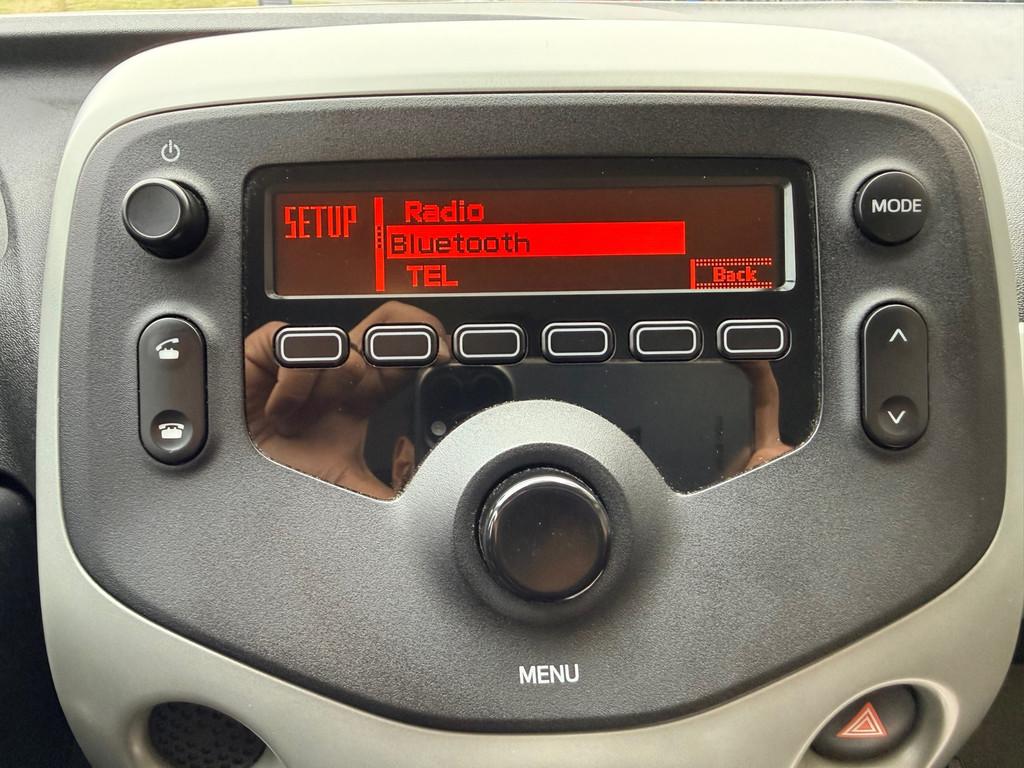 SETUP
Radio
Bluetooth
TEL
Back
MODE
MENU